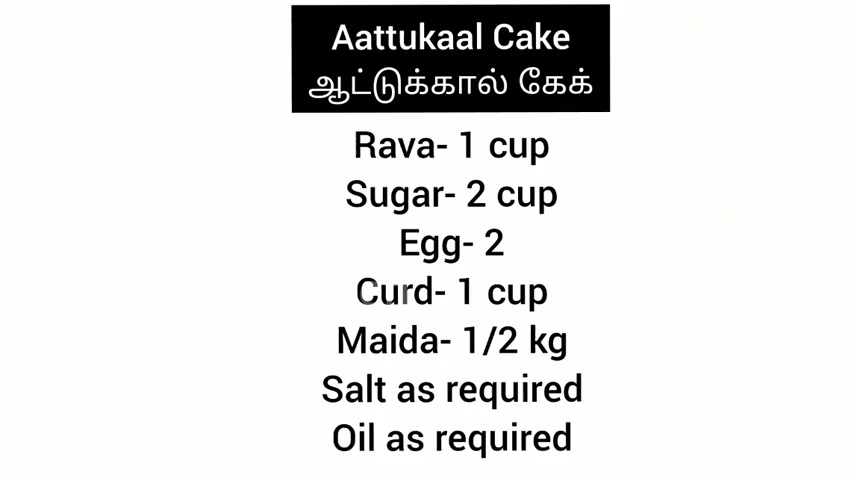 Aattukaal Cake
ஆட்டுக்கால் கேக்
Rava- 1 cup
Sugar- 2 cup
Egg- 2
Curd- 1 cup
Maida- 1/2 kg
Salt as required
Oil as required